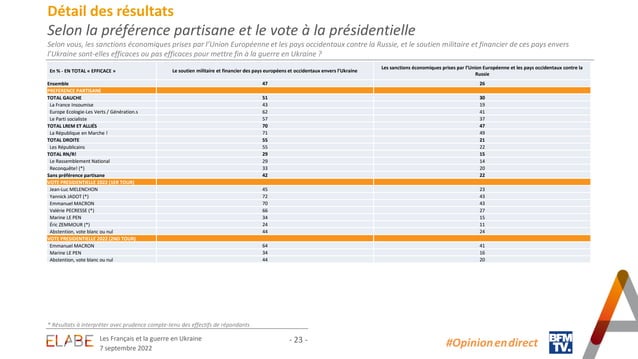 Détail des résultats
Selon la préférence partisane et le vote à la présidentielle
Selon vous, les sanctions économiques prises par l'Union Européenne et les pays occidentaux contre la Russie, et le soutien militaire et financier de ces pays envers
l'Ukraine sont-elles efficaces ou pas efficaces pour mettre fin à la guerre en Ukraine ?
En % - EN TOTAL « EFFICACE » Le soutien militaire et financier des pays européens et occidentaux envers l'Ukraine Les sanctions économiques prises par l'Union Européenne et les pays occidentaux contre la
Russie
Ensemble 47 26
PREFERENCE PARTISANE
TOTAL GAUCHE 51 30
La France Insoumise 43 19
Europe Ecologie-Les Verts / Génération.s 62 41
Le Parti socialiste 57 37
TOTAL LREM ET ALLIÉS 70 47
La République en Marche ! 71 49
TOTAL DROITE 55 21
Les Républicains 55 22
TOTAL RN/R! 29 15
Le Rassemblement National 29 14
Reconquête! (*) 33 20
Sans préférence partisane 42 22
VOTE PRESIDENTIELLE 2022 (1ER TOUR)
Jean-Luc MELENCHON 45 23
Yannick JADOT (*) 72 43
Emmanuel MACRON 70 43
Valérie PECRESSE (*) 66 27
Marine LE PEN 34 15
Éric ZEMMOUR (*) 24 11
Abstention, vote blanc ou nul 44 24
VOTE PRESIDENTIELLE 2022 (2ND TOUR)
Emmanuel MACRON 64 41
Marine LE PEN 34 16
Abstention, vote blanc ou nul 44 20
* Résultats à interpréter avec prudence compte-tenu des effectifs de répondants
ELABE
Les Français et la guerre en Ukraine
7 septembre 2022
- 23 -
#Opinionendirect
BFM
TV.